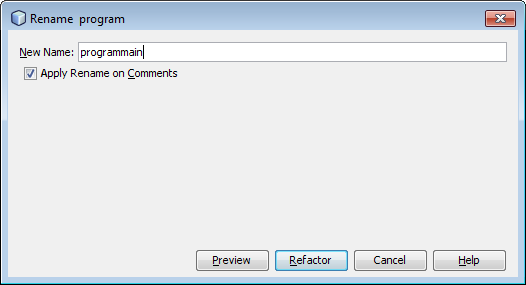 Rename program
New Name: programmain
Apply Rename on Comments
Preview Refactor Cancel Help